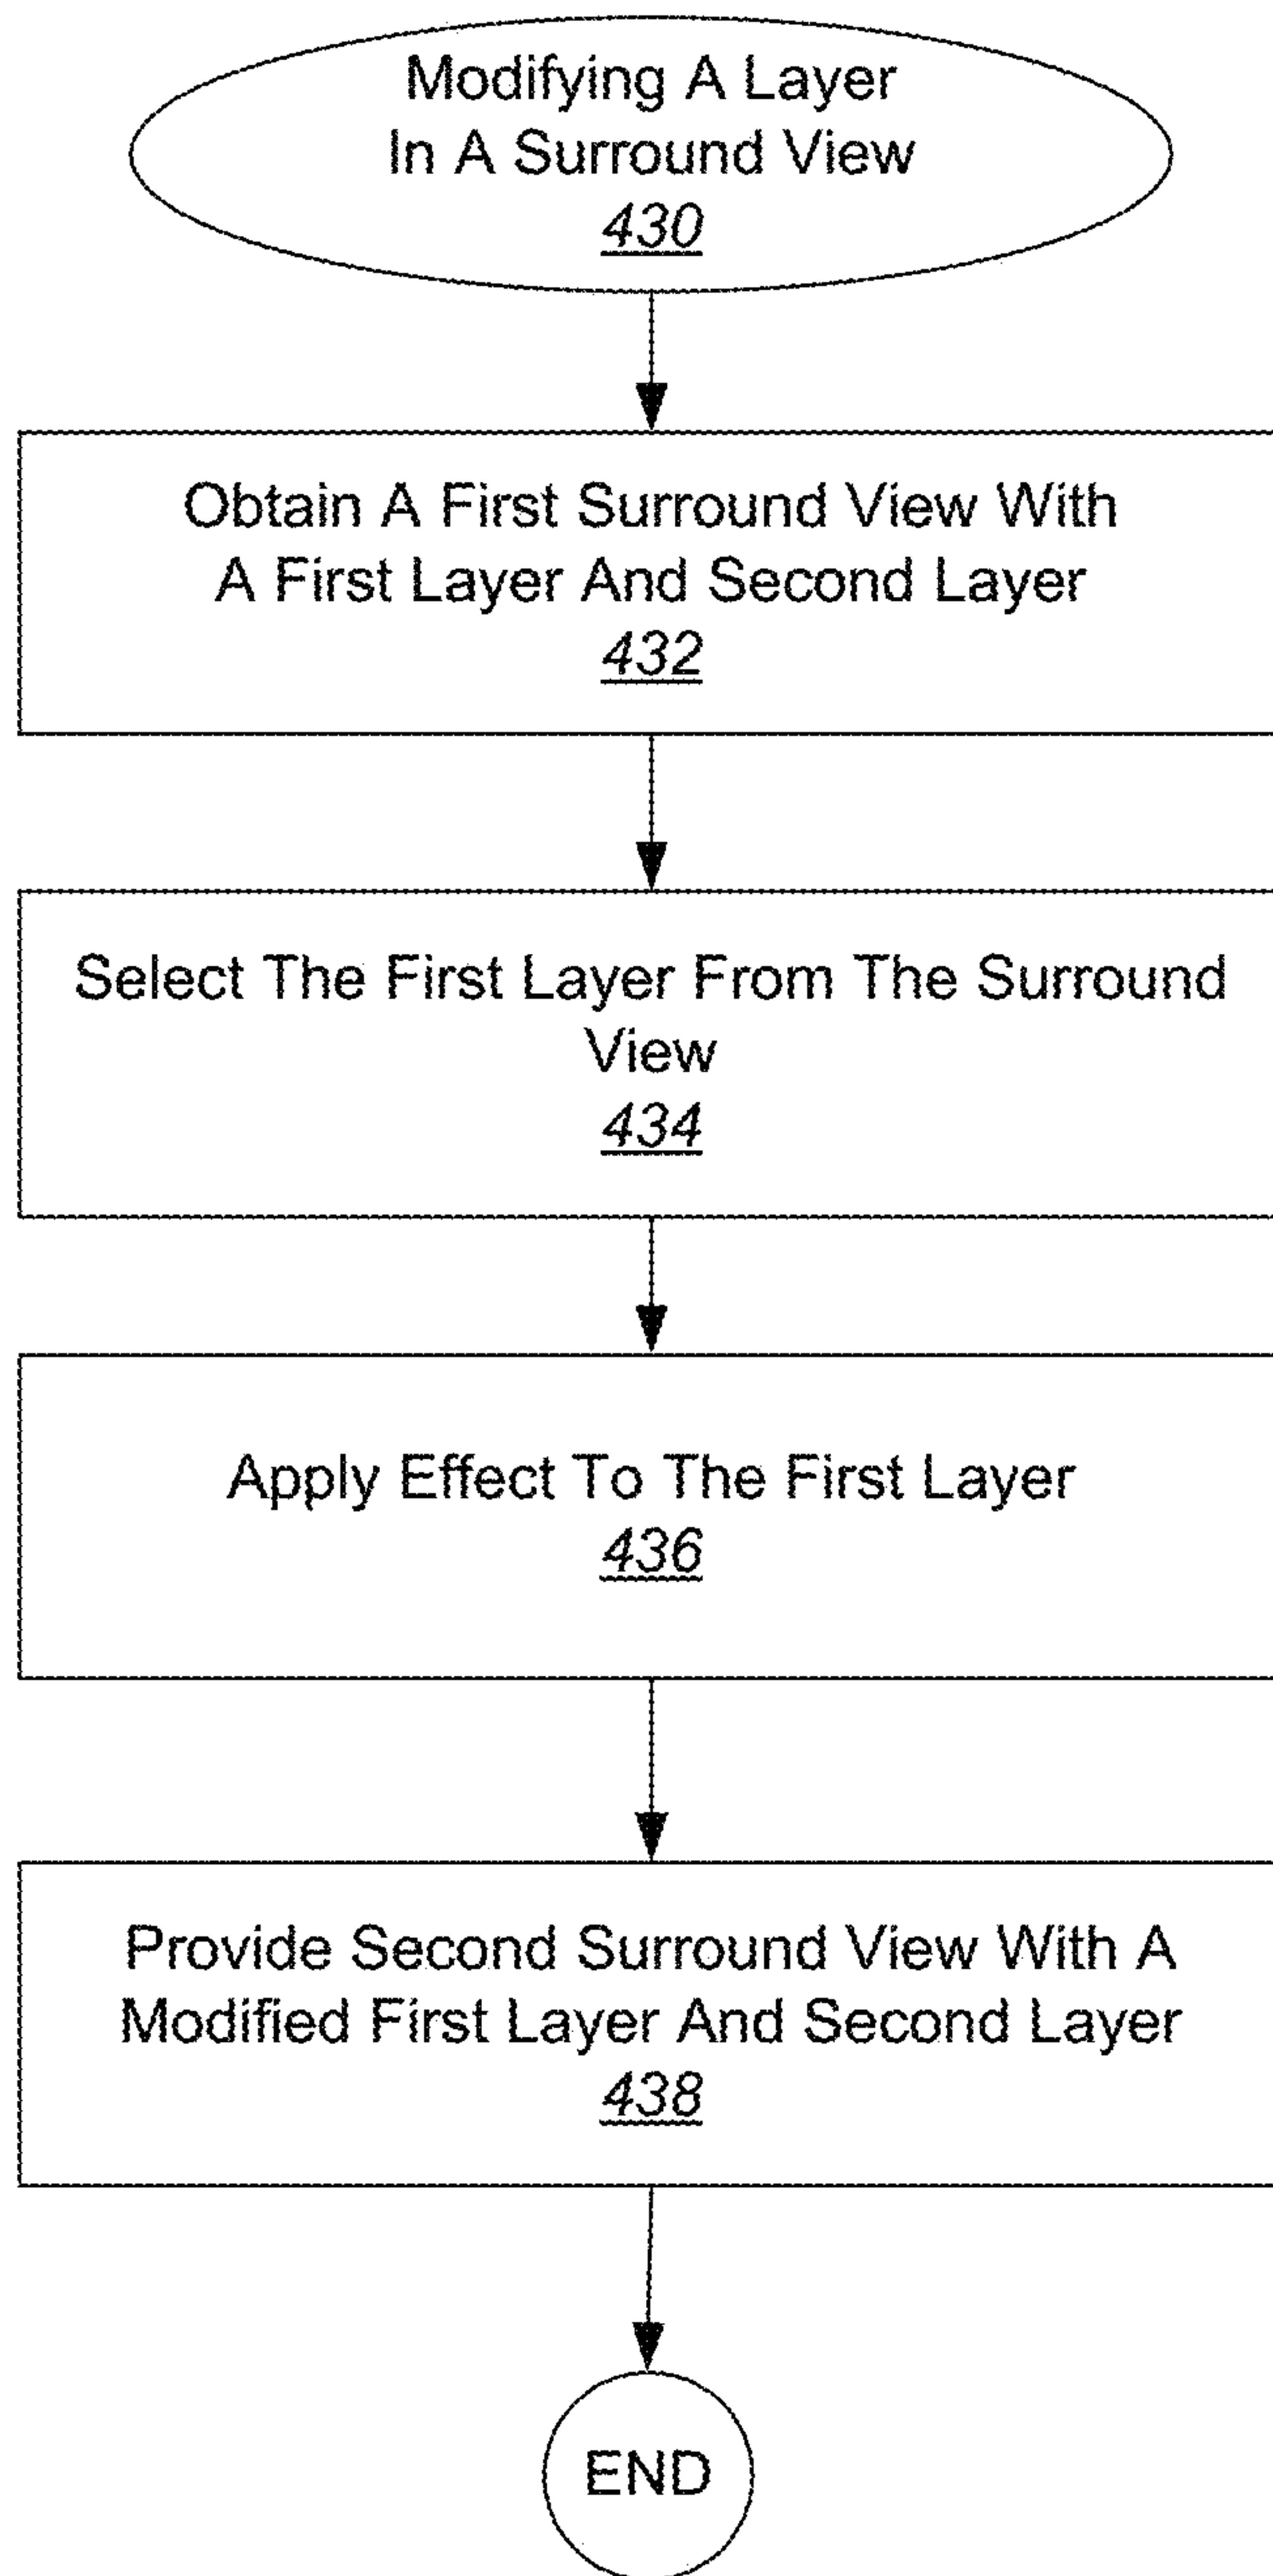 Modifying A Layer
In A Surround View
430
Obtain A First Surround View With
A First Layer And Second Layer
432
Select The First Layer From The Surround
View
434
Apply Effect To The First Layer
436
Provide Second Surround View With A
Modified First Layer And Second Layer
438
END